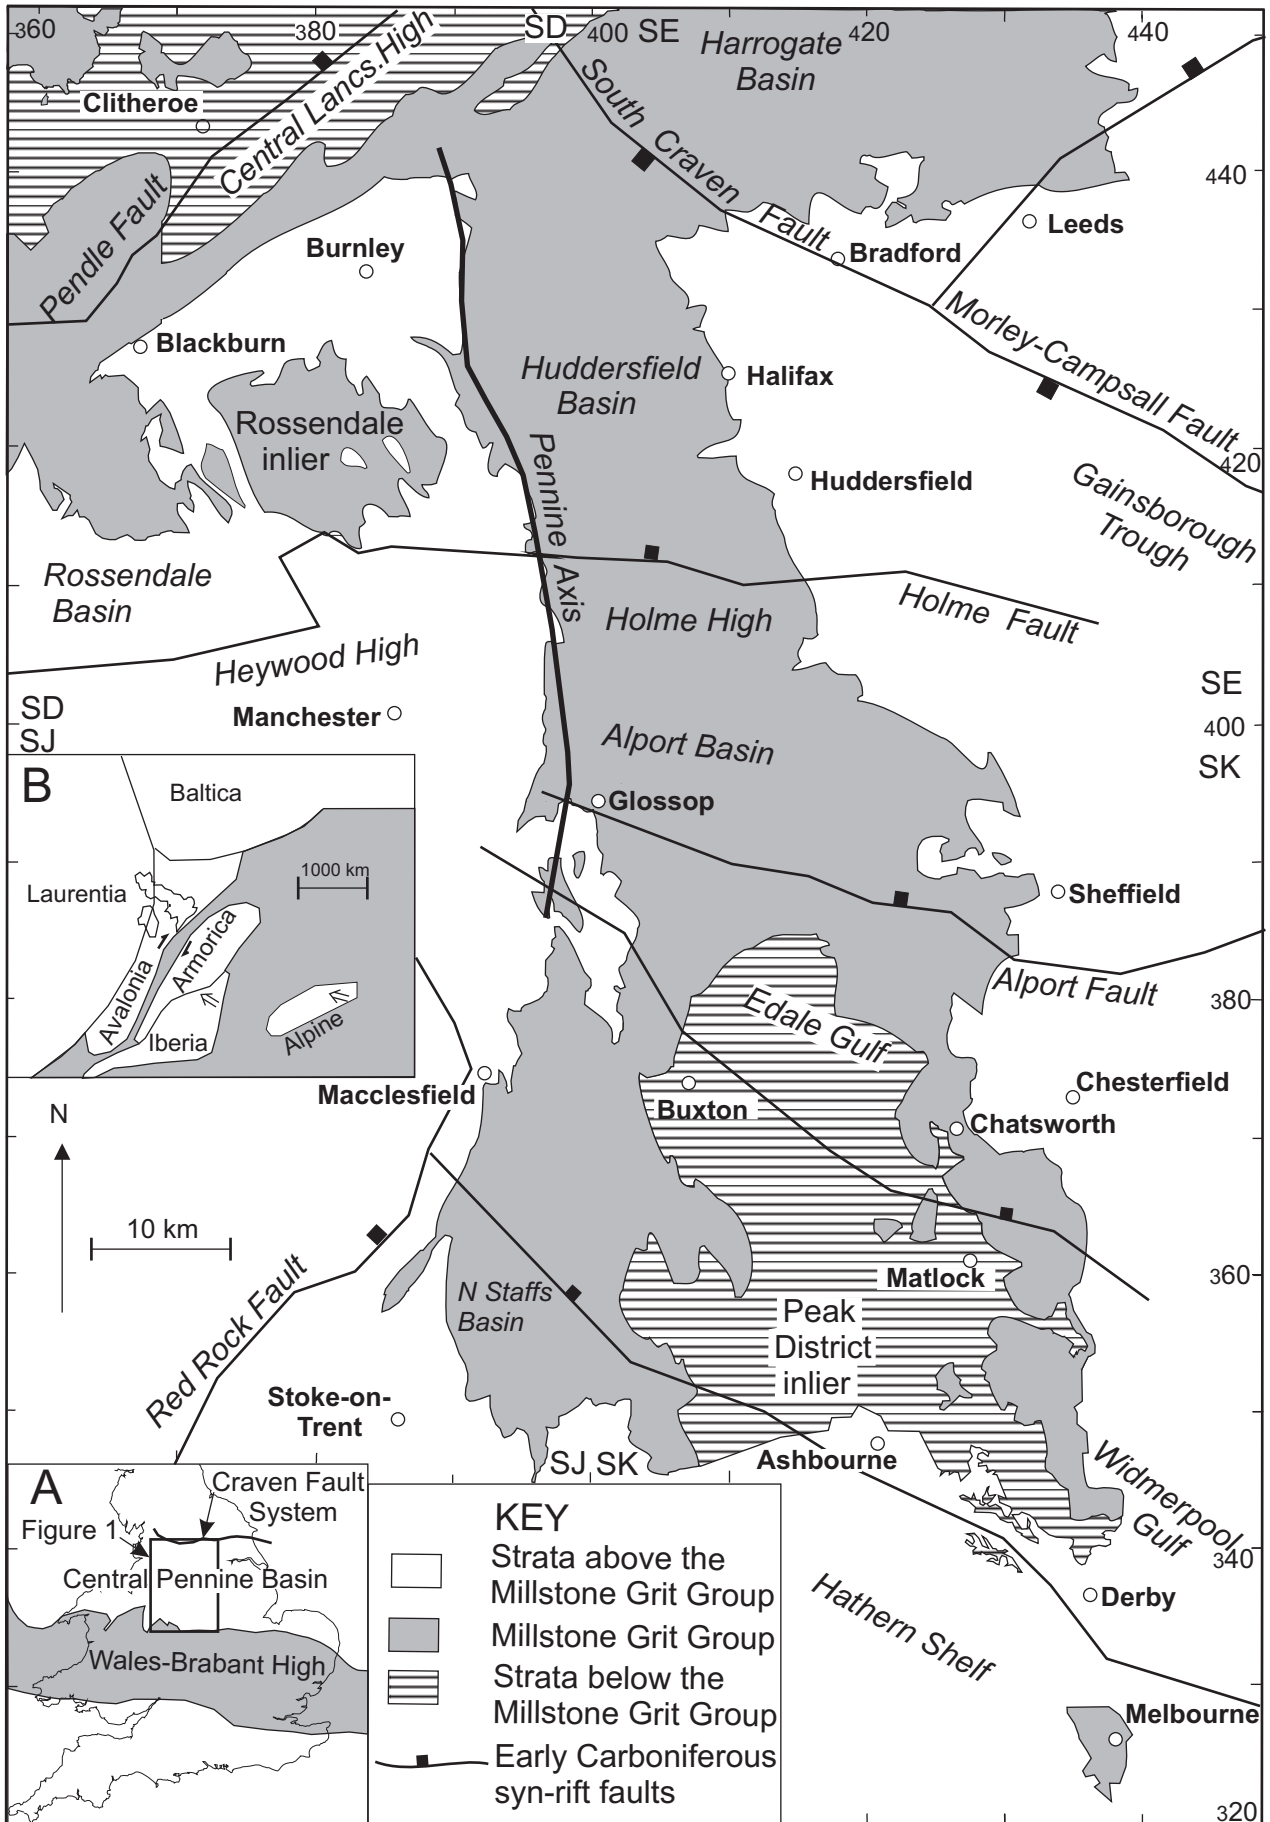 360
380
SD
400
SE
420
440
Harrogate
Basin
Clitheroe
Central Lancs.High
South Craven Fault
440
Pendle Fault
Leeds
Burnley
Bradford
Blackburn
Morley-Campsall Fault
Huddersfield
Basin
Halifax
Rossendale
inlier
Pennine Axis
420
Huddersfield
Gainsborough
Trough
Rossendale
Basin
Holme High
Holme Fault
Heywood High
SE
SD
Manchester
SJ
400
Alport Basin
SK
B
Baltica
Glossop
1000 km
Laurentia
Sheffield
Armorica
Avalonia
Alport Fault
Edale Gulf
380
Iberia
Alpine
Macclesfield
Chesterfield
N
Buxton
Chatsworth
10 km
Matlock
360
N Staffs
Basin
Peak
District
inlier
Red Rock Fault
Stoke-on-
Trent
SJ
SK
Ashbourne
Widmerpool
Gulf
A
Craven Fault
System
Figure 1
Central Pennine Basin
Wales-Brabant High
340
Derby
Hathern Shelf
Melbourne
320
KEY
Strata above the
Millstone Grit Group
Millstone Grit Group
Strata below the
Millstone Grit Group
Early Carboniferous
syn-rift faults